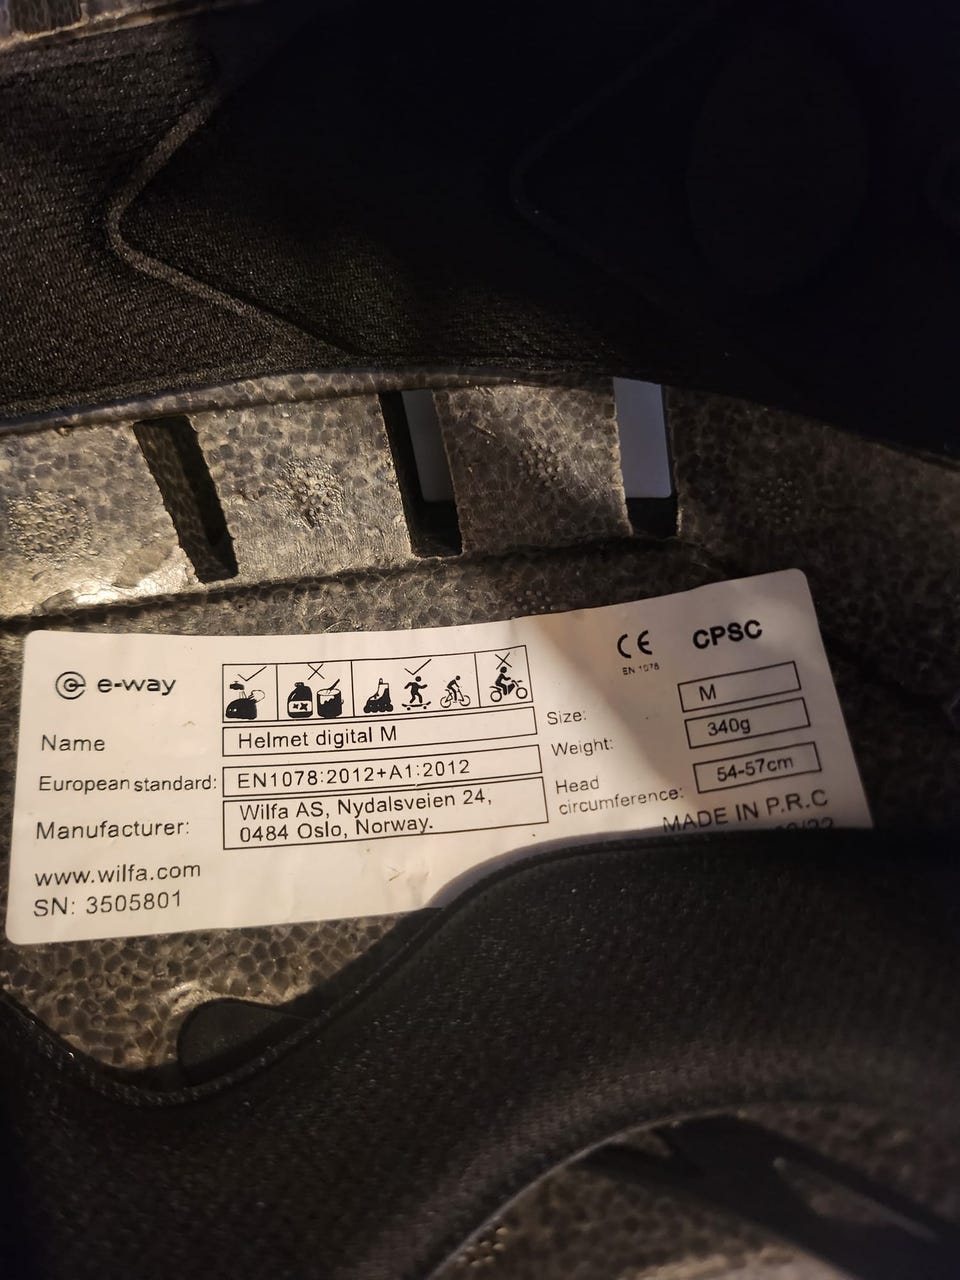 e-way
CE
EN 1078
CPSC
Name
Helmet digital M
European standard:
EN1078:2012+A1:2012
Manufacturer:
Wilfa AS, Nydalsveien 24,
0484 Oslo, Norway.
www.wilfa.com
SN: 3505801
Size:
M
Weight:
340g
Head
circumference:
54-57cm
MADE IN P.R.C